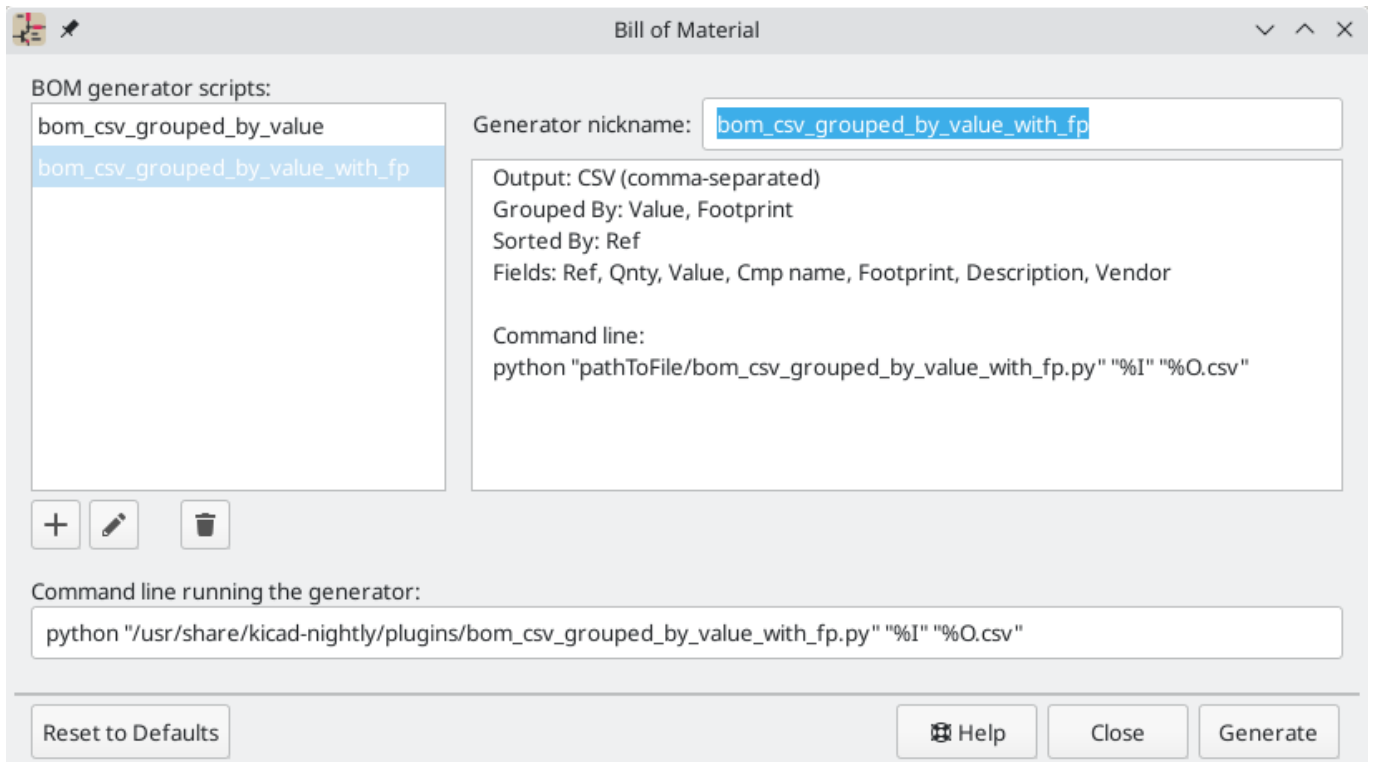 Bill of Material
BOM generator scripts:
bom_csv_grouped_by_value
bom_csv_grouped_by_value_with_fp
Generator nickname: bom_csv_grouped_by_value_with_fp
Output: CSV (comma-separated)
Grouped By: Value, Footprint
Sorted By: Ref
Fields: Ref, Qnty, Value, Cmp name, Footprint, Description, Vendor
Command line:
python "pathToFile/bom_csv_grouped_by_value_with_fp.py" "%I" "%O.csv"
Command line running the generator:
python "/usr/share/kicad-nightly/plugins/bom_csv_grouped_by_value_with_fp.py" "%I" "%O.csv"
Reset to Defaults
Help
Close
Generate